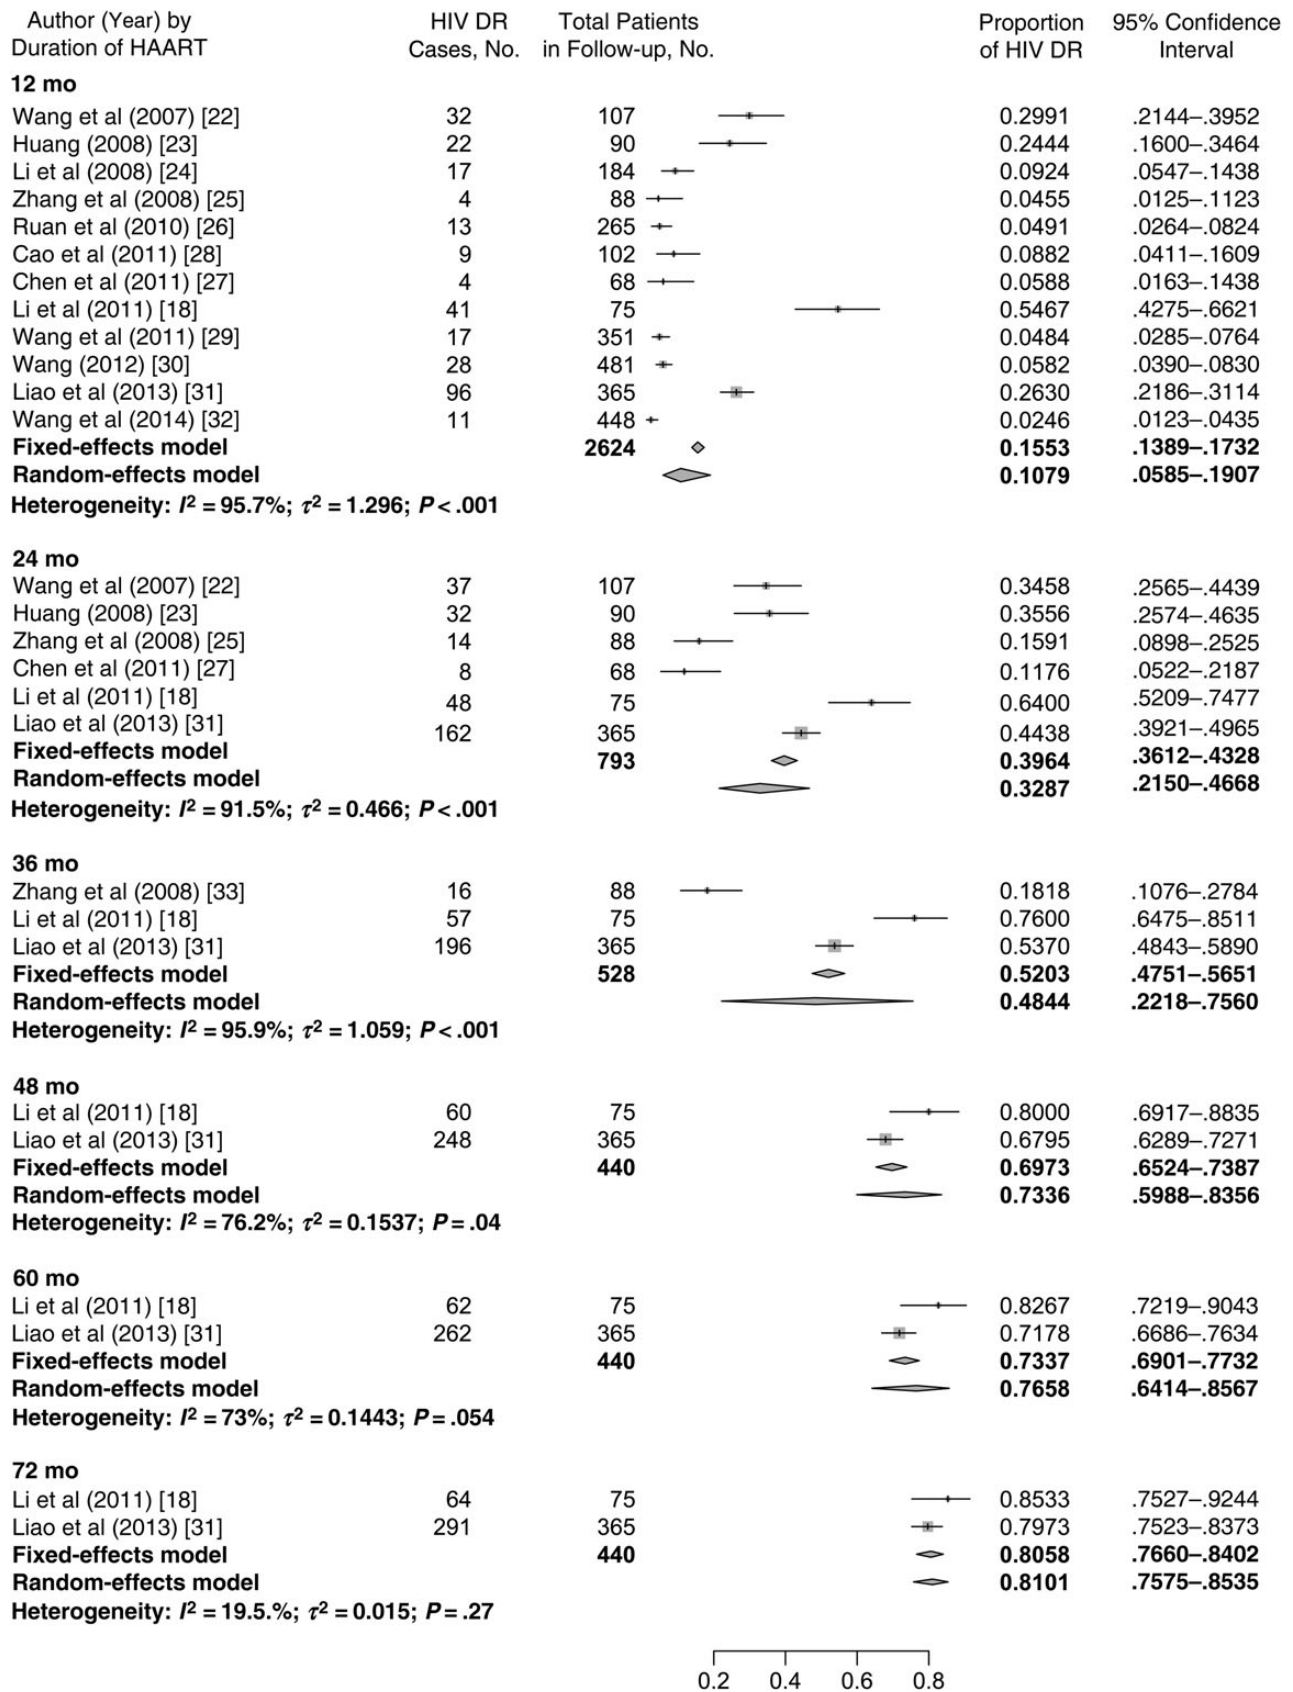 Author (Year) by Duration of HAART HIV DR Cases, No. Total Patients in Follow-up, No. Proportion of HIV DR 95% Confidence Interval
12 mo
Wang et al (2007) [22] 32 107 0.2991 .2144–.3952
Huang (2008) [23] 22 90 0.2444 .1600–.3464
Li et al (2008) [24] 17 184 0.0924 .0547–.1438
Zhang et al (2008) [25] 4 88 0.0455 .0125–.1123
Ruan et al (2010) [26] 13 265 0.0491 .0264–.0824
Cao et al (2011) [28] 9 102 0.0882 .0411–.1609
Chen et al (2011) [27] 4 68 0.0588 .0163–.1438
Li et al (2011) [18] 41 75 0.5467 .4275–.6621
Wang et al (2011) [29] 17 351 0.0484 .0285–.0764
Wang (2012) [30] 28 481 0.0582 .0390–.0830
Liao et al (2013) [31] 96 365 0.2630 .2186–.3114
Wang et al (2014) [32] 11 448 0.0246 .0123–.0435
Fixed-effects model 2624 0.1553 .1389–.1732
Random-effects model 0.1079 .0585–.1907
Heterogeneity: I² = 95.7%; τ² = 1.296; P < .001
24 mo
Wang et al (2007) [22] 37 107 0.3458 .2565–.4439
Huang (2008) [23] 32 90 0.3556 .2574–.4635
Zhang et al (2008) [25] 14 88 0.1591 .0898–.2525
Chen et al (2011) [27] 8 68 0.1176 .0522–.2187
Li et al (2011) [18] 48 75 0.6400 .5209–.7477
Liao et al (2013) [31] 162 365 0.4438 .3921–.4965
Fixed-effects model 793 0.3964 .3612–.4328
Random-effects model 0.3287 .2150–.4668
Heterogeneity: I² = 91.5%; τ² = 0.466; P < .001
36 mo
Zhang et al (2008) [33] 16 88 0.1818 .1076–.2784
Li et al (2011) [18] 57 75 0.7600 .6475–.8511
Liao et al (2013) [31] 196 365 0.5370 .4843–.5890
Fixed-effects model 528 0.5203 .4751–.5651
Random-effects model 0.4844 .2218–.7560
Heterogeneity: I² = 95.9%; τ² = 1.059; P < .001
48 mo
Li et al (2011) [18] 60 75 0.8000 .6917–.8835
Liao et al (2013) [31] 248 365 0.6795 .6289–.7271
Fixed-effects model 440 0.6973 .6524–.7387
Random-effects model 0.7336 .5988–.8356
Heterogeneity: I² = 76.2%; τ² = 0.1537; P = .04
60 mo
Li et al (2011) [18] 62 75 0.8267 .7219–.9043
Liao et al (2013) [31] 262 365 0.7178 .6686–.7634
Fixed-effects model 440 0.7337 .6901–.7732
Random-effects model 0.7658 .6414–.8567
Heterogeneity: I² = 73%; τ² = 0.1443; P = .054
72 mo
Li et al (2011) [18] 64 75 0.8533 .7527–.9244
Liao et al (2013) [31] 291 365 0.7973 .7523–.8373
Fixed-effects model 440 0.8058 .7660–.8402
Random-effects model 0.8101 .7575–.8535
Heterogeneity: I² = 19.5.%; τ² = 0.015; P = .27
0.2 0.4 0.6 0.8